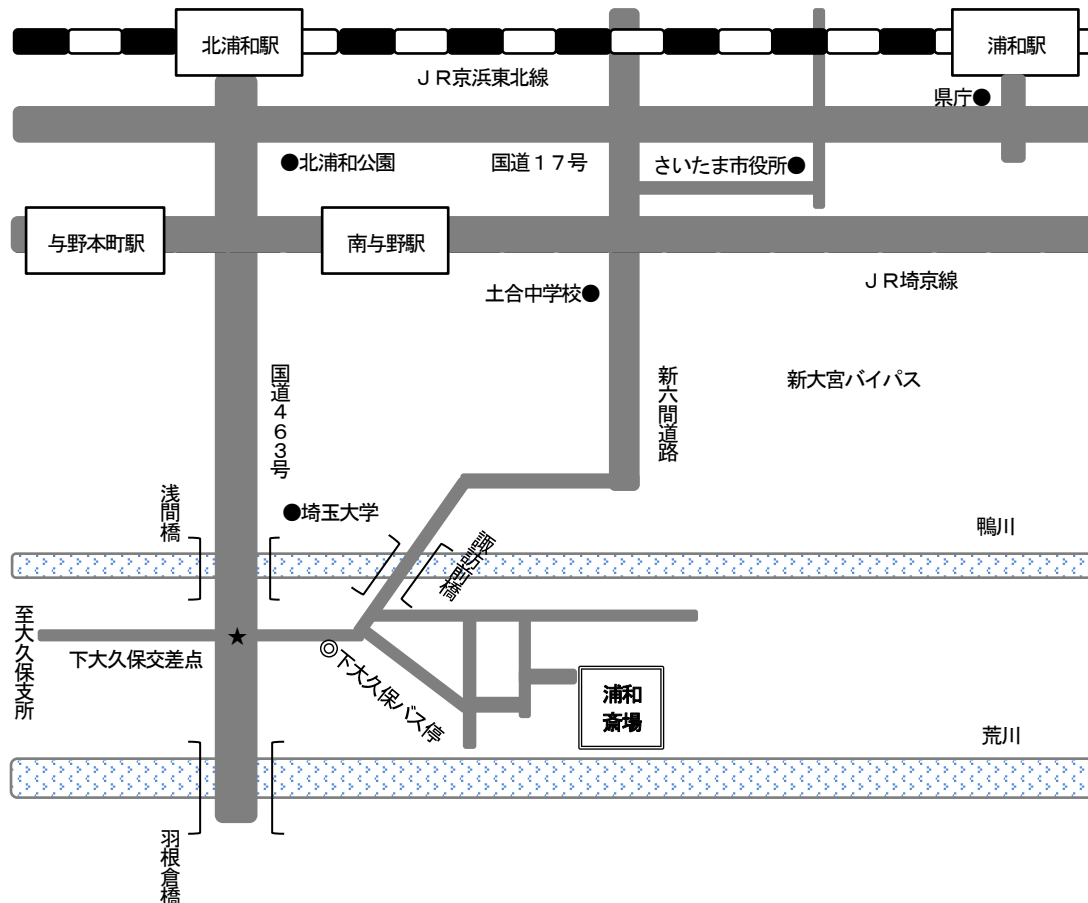 北浦和駅
浦和駅
ＪＲ京浜東北線
県庁●
●北浦和公園
国道１７号
さいたま市役所●
与野本町駅
南与野駅
ＪＲ埼京線
土合中学校●
国道４６３号
新六間道路
新大宮バイパス
浅間橋
●埼玉大学
諏訪前橋
鴨川
至大久保支所
★
下大久保交差点
◎下大久保バス停
浦和
斎場
荒川
羽根倉橋